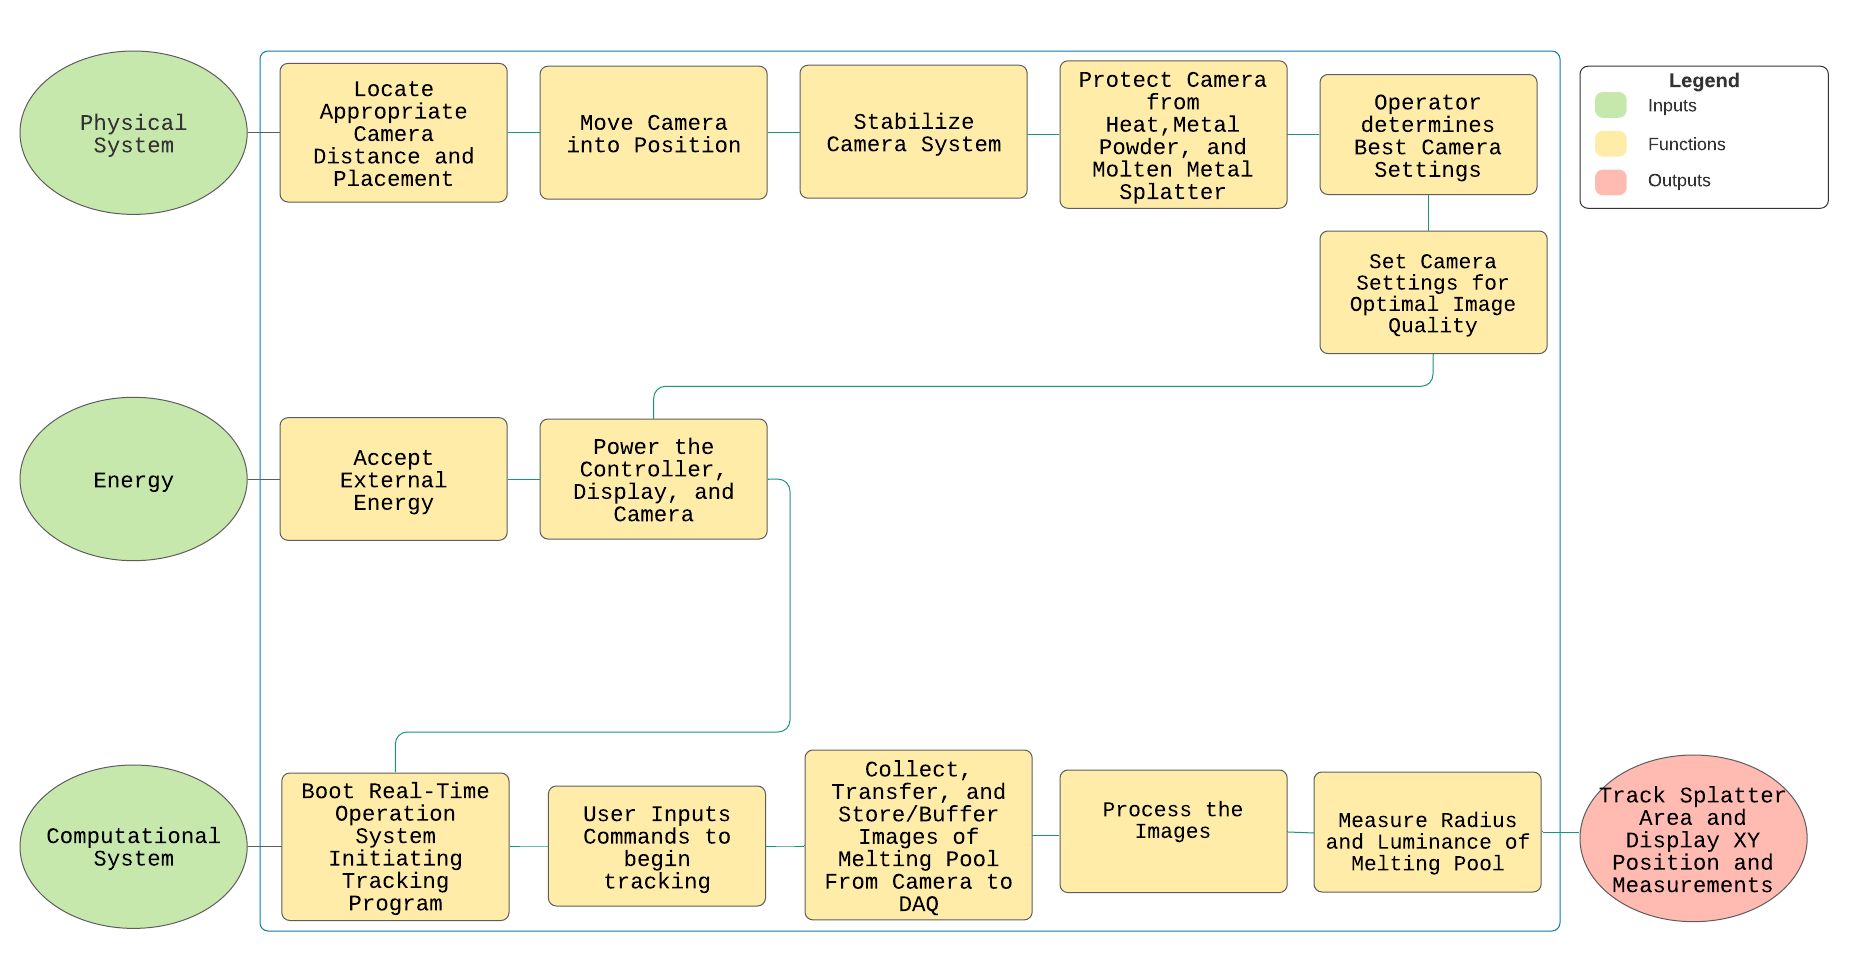 Physical
System
Locate
Appropriate
Camera
Distance and
Placement
Move Camera
into Position
Stabilize
Camera System
Protect Camera
from
Heat,Metal
Powder, and
Molten Metal
Splatter
Operator
determines
Best Camera
Settings
Legend
Inputs
Functions
Outputs
Set Camera
Settings for
Optimal Image
Quality
Energy
Accept
External
Energy
Power the
Controller,
Display, and
Camera
Computational
System
Boot Real-Time
Operation
System
Initiating
Tracking
Program
User Inputs
Commands to
begin
tracking
Collect,
Transfer, and
Store/Buffer
Images of
Melting Pool
From Camera to
DAQ
Process the
Images
Measure Radius
and Luminance of
Melting Pool
Track Splatter
Area and
Display XY
Position and
Measurements